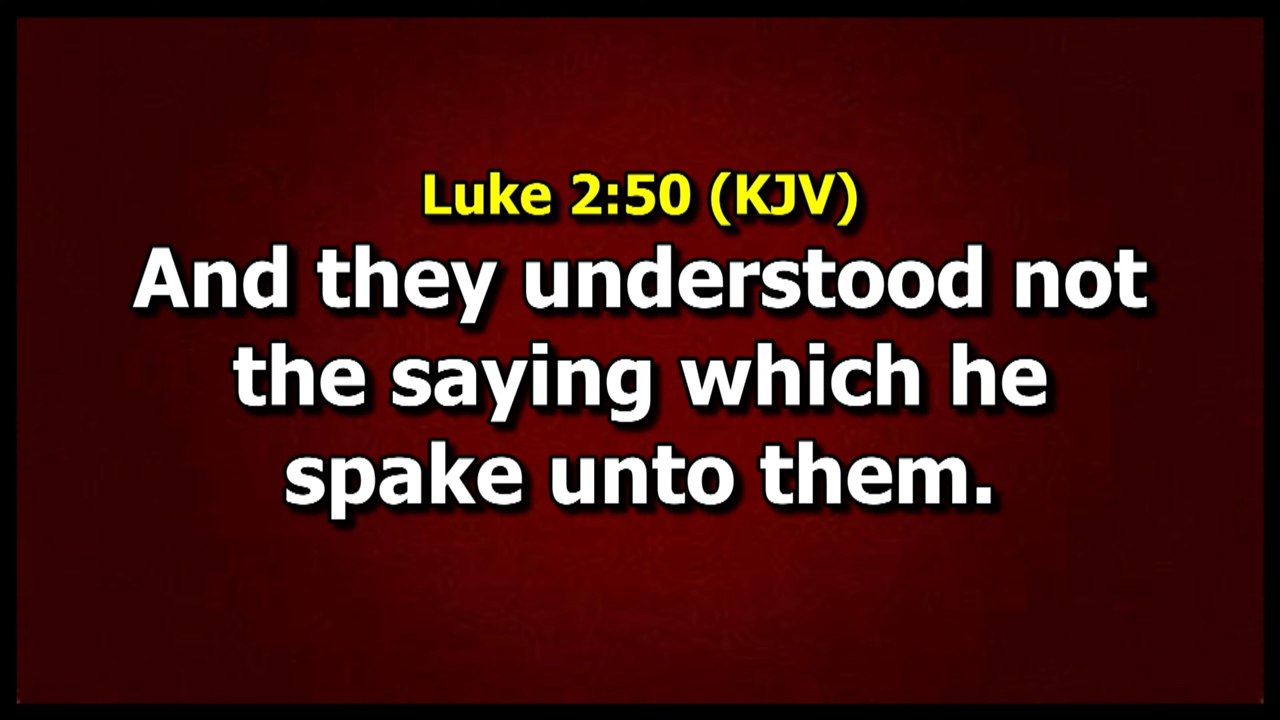 Luke 2:50 (KJV)
And they understood not
the saying which he
spake unto them.